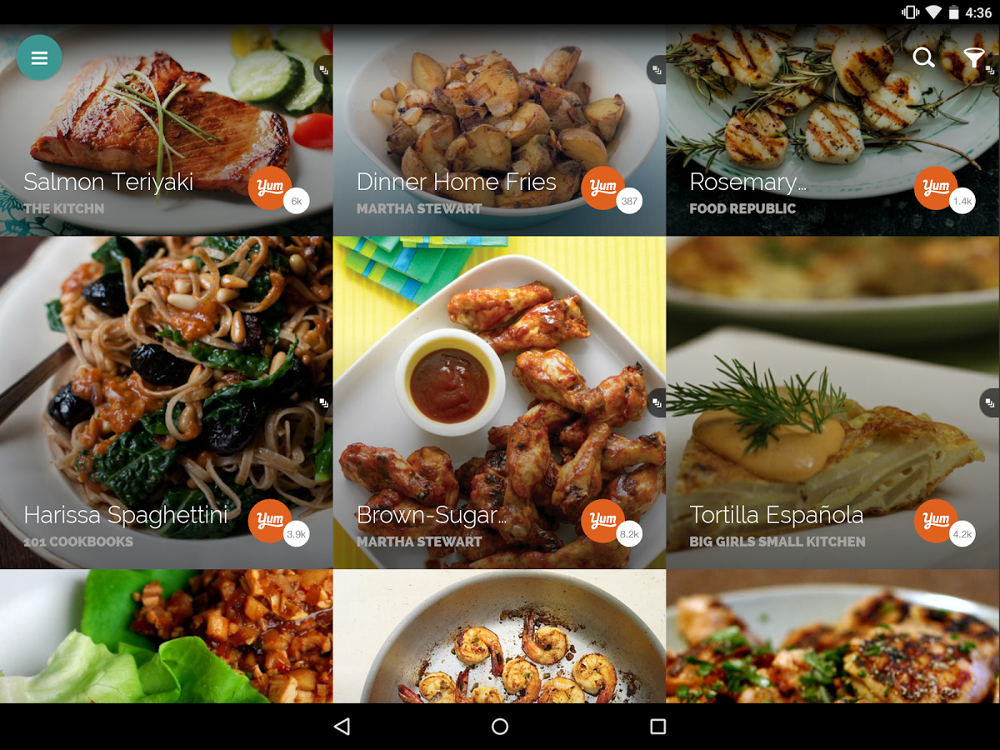 4:36
Salmon Teriyaki
THE KITCHN
Yum
6k
Dinner Home Fries
MARTHA STEWART
Yum
387
Rosemary…
FOOD REPUBLIC
Yum
1.4k
Harissa Spaghettini
101 COOKBOOKS
Yum
3.9k
Brown-Sugar…
MARTHA STEWART
Yum
8.2k
Tortilla Española
BIG GIRLS SMALL KITCHEN
Yum
4.2k